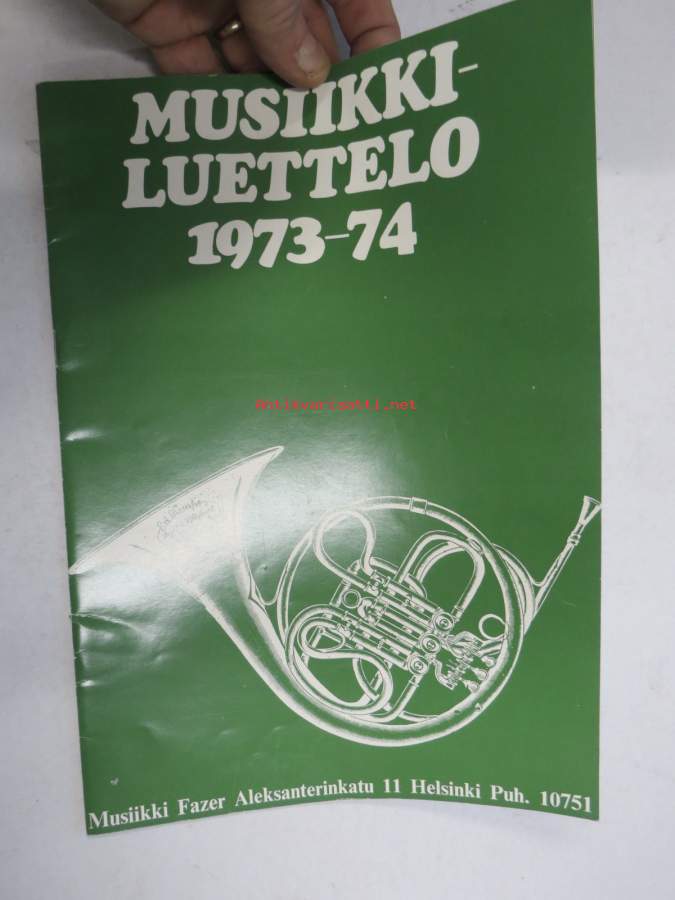 MUSIIKKI-
LUETTELO
1973-74
Antikvariaatti.net
Musiikki Fazer Aleksanterinkatu 11 Helsinki Puh. 10751